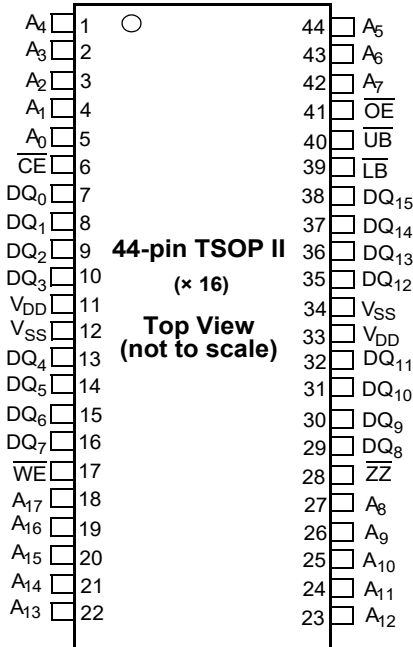 A4 1 44 A5
A3 2 43 A6
A2 3 42 A7
A1 4 41 OE
A0 5 40 UB
CE 6 39 LB
DQ0 7 38 DQ15
DQ1 8 37 DQ14
DQ2 9 36 DQ13
DQ3 10 35 DQ12
VDD 11 34 VSS
VSS 12 33 VDD
DQ4 13 32 DQ11
DQ5 14 31 DQ10
DQ6 15 30 DQ9
DQ7 16 29 DQ8
WE 17 28 ZZ
A17 18 27 A8
A16 19 26 A9
A15 20 25 A10
A14 21 24 A11
A13 22 23 A12
44-pin TSOP II
(× 16)
Top View
(not to scale)